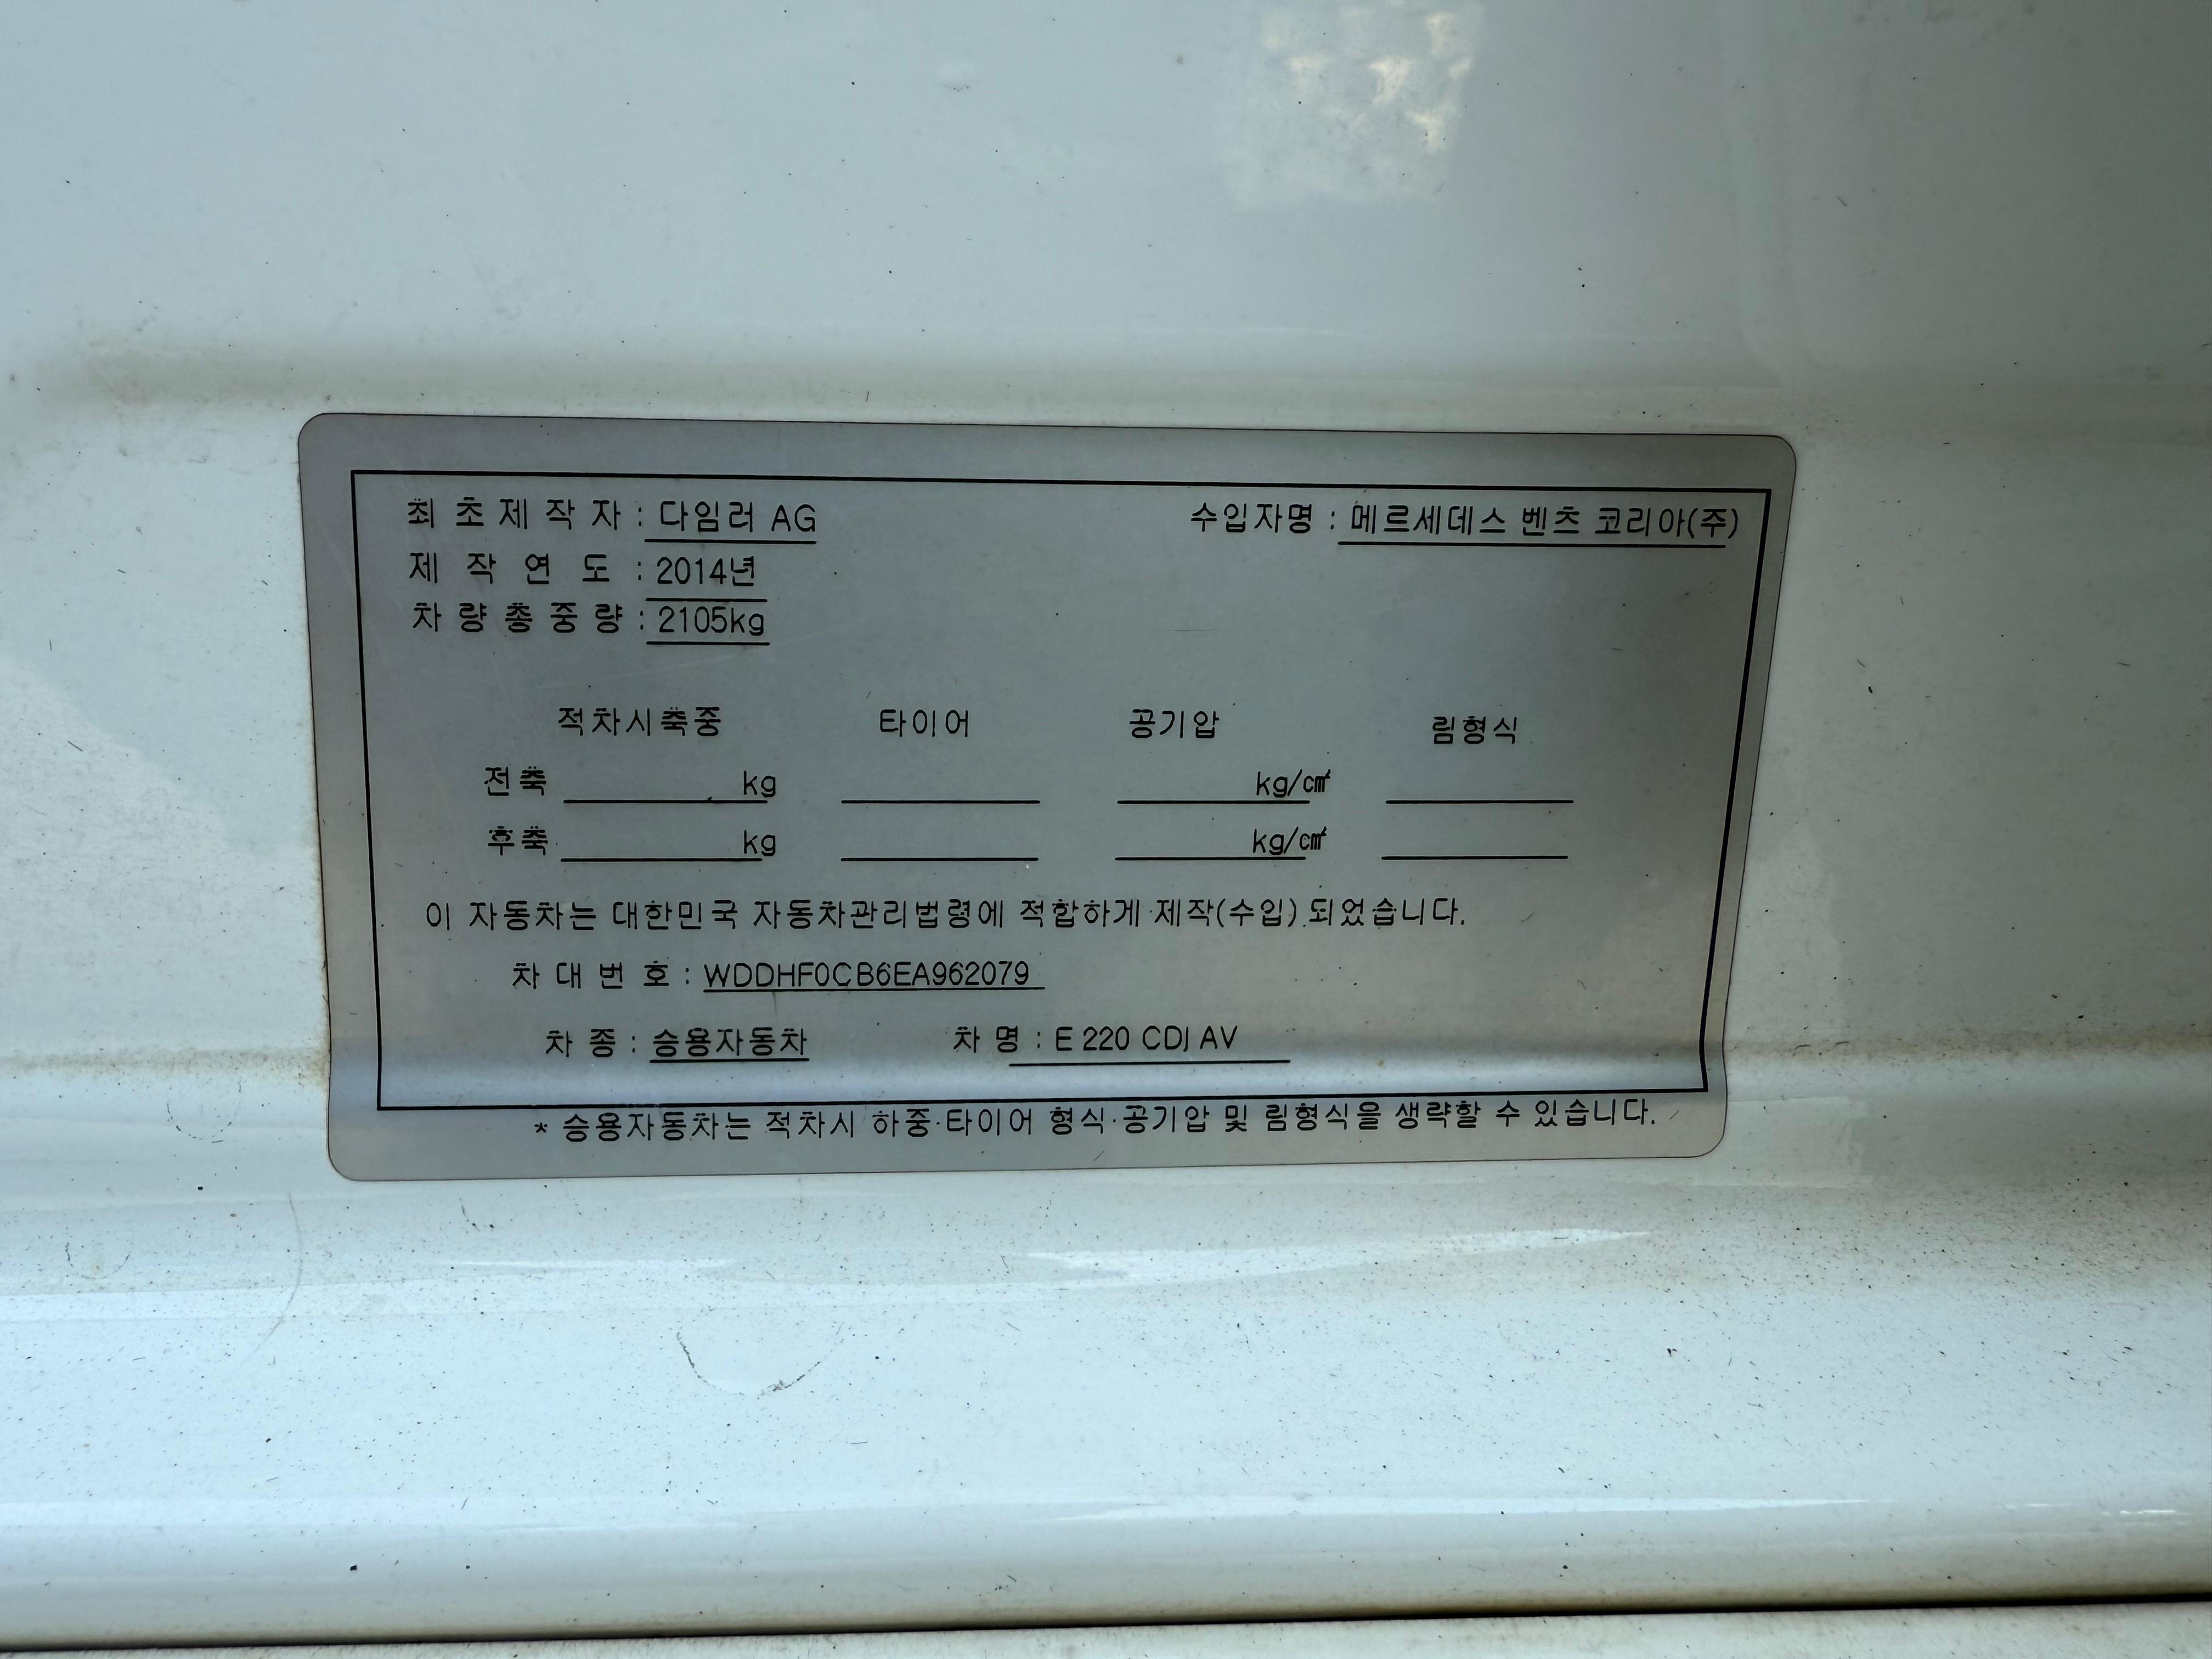 최초제작자 : 다임러 AG 수입자명 : 메르세데스 벤츠 코리아(주)
제작연도 : 2014년
차량총중량 : 2105kg
적차시축중 타이어 공기압 림형식
전축 kg kg/㎠
후축 kg kg/㎠
이 자동차는 대한민국 자동차관리법령에 적합하게 제작(수입) 되었습니다.
차대번호 : WDDHF0CB6EA962079
차종 : 승용자동차 차명 : E 220 CDI AV
* 승용자동차는 적차시 하중·타이어 형식·공기압 및 림형식을 생략할 수 있습니다.